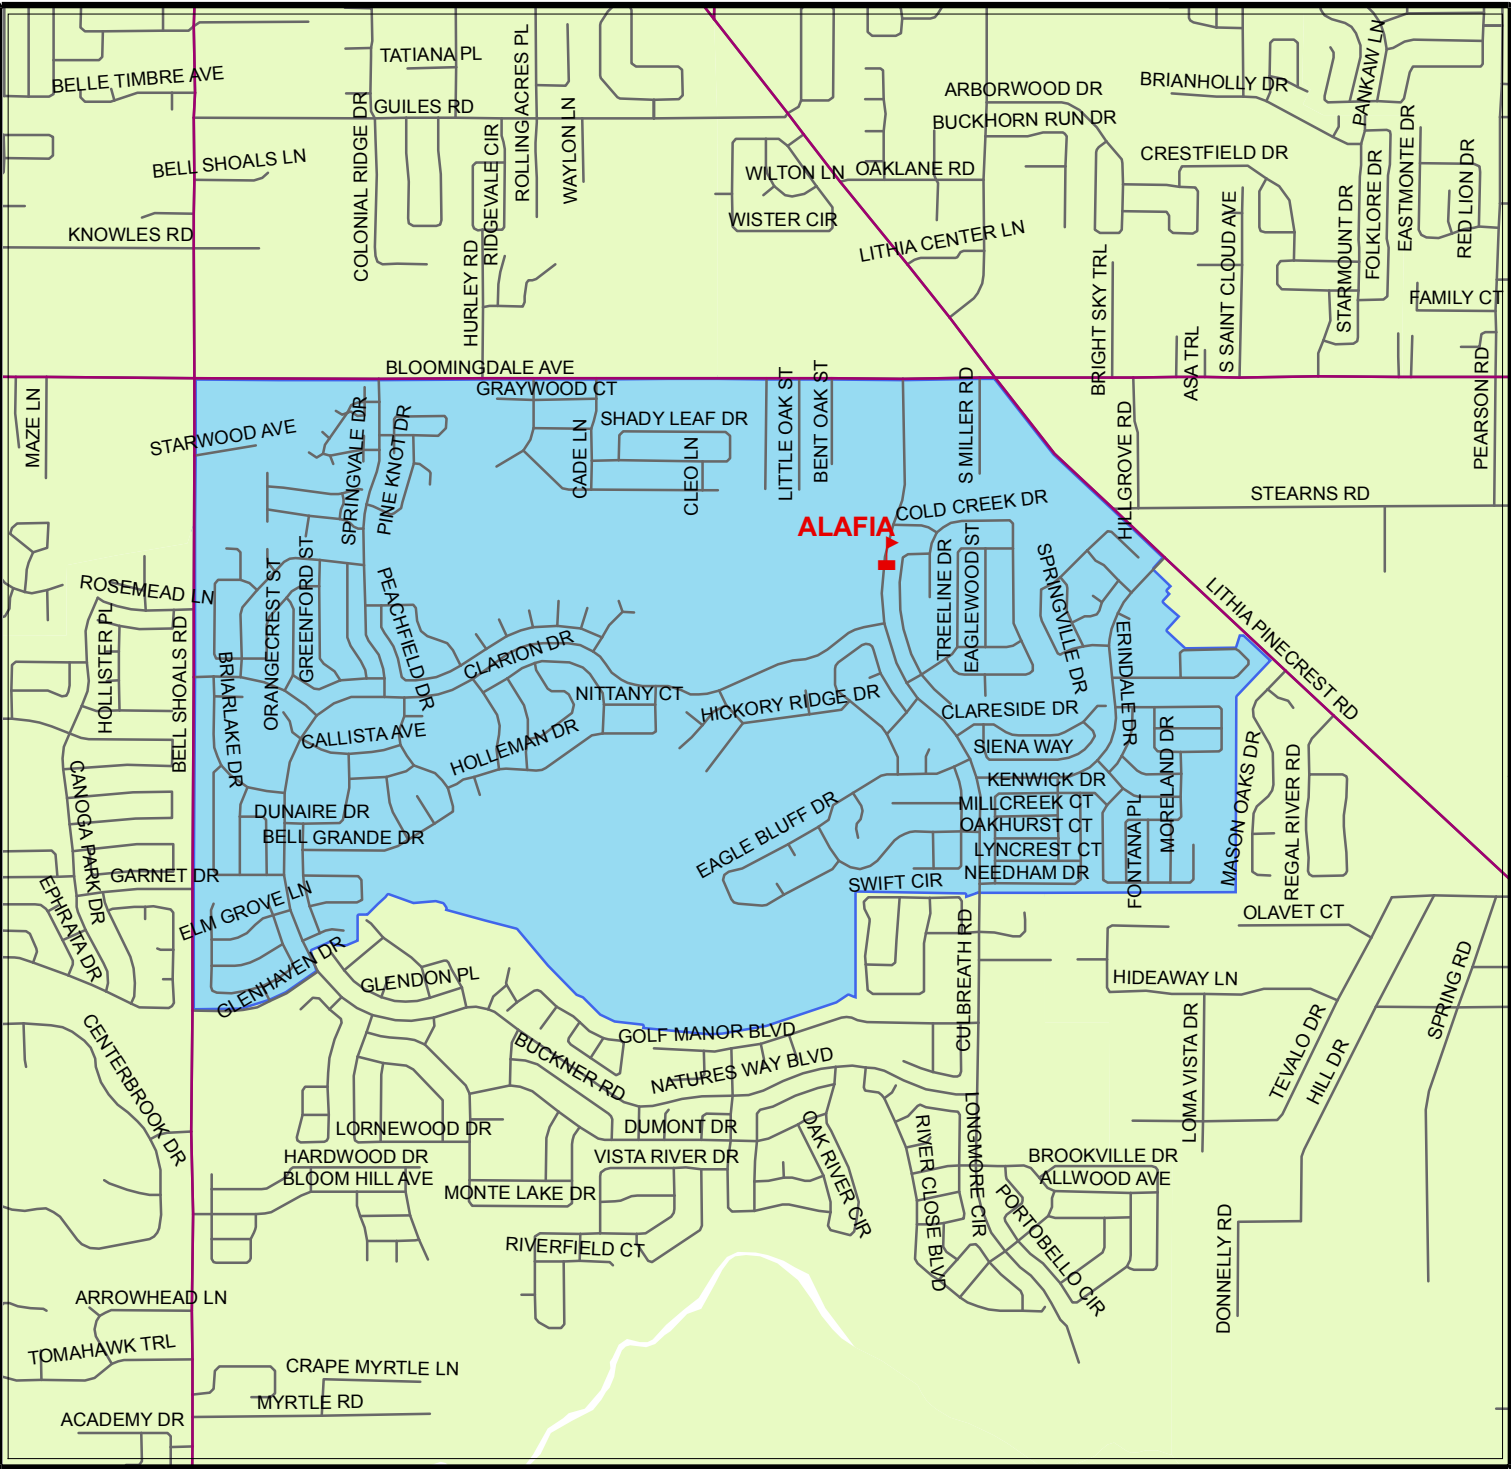 TATIANA PL
BELLE TIMBRE AVE
GUILES RD
ROLLING ACRES PL
COLONIAL RIDGE DR
RIDGEVALE CIR
WAYLON LN
BELL SHOALS LN
KNOWLES RD
HURLEY RD
WILTON LN
WISTER CIR
OAKLANE RD
ARBORWOOD DR
BUCKHORN RUN DR
LITHIA CENTER LN
BRIANHOLLY DR
PANKAW LN
CRESTFIELD DR
EASTMONTE DR
FOLKLORE DR
STARMOUNT DR
RED LION DR
S SAINT CLOUD AVE
BRIGHT SKY TRL
ASA TRL
FAMILY CT
PEARSON RD
BLOOMINGDALE AVE
GRAYWOOD CT
MAZE LN
STARWOOD AVE
SPRINGVALE DR
PINE KNOT DR
CADE LN
SHADY LEAF DR
CLEO LN
LITTLE OAK ST
BENT OAK ST
S MILLER RD
HILLGROVE RD
STEARNS RD
COLD CREEK DR
ALAFIA
TREELINE DR
EAGLEWOOD ST
SPRINGVILLE DR
ERINDALE DR
LITHIA PINECREST RD
ROSEMEAD LN
HOLLISTER PL
BELL SHOALS RD
BRIARLAKE DR
ORANGECREST ST
GREENFORD ST
PEACHFIELD DR
CLARION DR
NITTANY CT
CALLISTA AVE
HOLLEMAN DR
HICKORY RIDGE DR
CLARESIDE DR
SIENA WAY
KENWICK DR
MILLCREEK CT
OAKHURST CT
LYNCREST CT
NEEDHAM DR
FONTANA PL
MORELAND DR
MASON OAKS DR
REGAL RIVER RD
CANOGA PARK DR
DUNAIRE DR
BELL GRANDE DR
GARNET DR
EPHRATA DR
ELM GROVE LN
GLENHAVEN DR
EAGLE BLUFF DR
SWIFT CIR
CULBREATH RD
OLAVET CT
HIDEAWAY LN
SPRING RD
GLENDON PL
GOLF MANOR BLVD
NATURES WAY BLVD
BUCKNER RD
CENTERBROOK DR
LOMA VISTA DR
TEVALO DR
HILL DR
LORNEWOOD DR
DUMONT DR
HARDWOOD DR
BLOOM HILL AVE
VISTA RIVER DR
MONTE LAKE DR
OAK RIVER CIR
RIVER CLOSE BLVD
LONGMORE CIR
BROOKVILLE DR
ALLWOOD AVE
PORTOBELLO CIR
DONNELLY RD
RIVERFIELD CT
ARROWHEAD LN
TOMAHAWK TRL
CRAPE MYRTLE LN
MYRTLE RD
ACADEMY DR